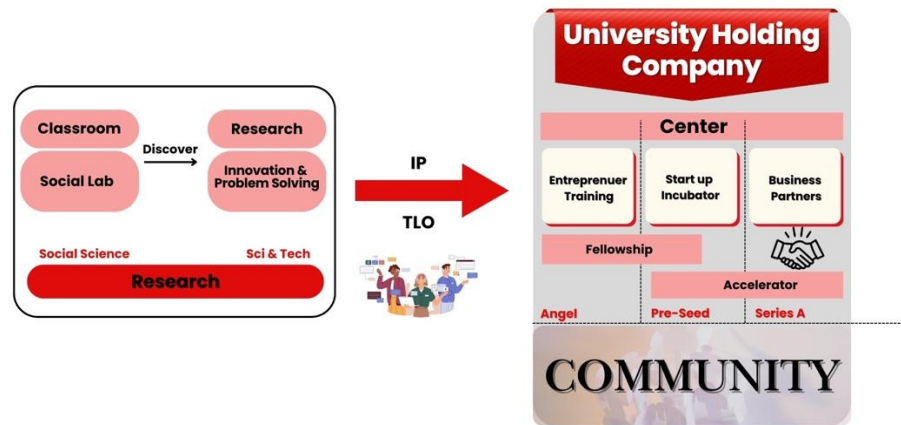 Classroom
Social Lab
Discover
Research
Innovation &
Problem Solving
Social Science
Sci & Tech
Research
IP
TLO
University Holding
Company
Center
Entreprenuer
Training
Start up
Incubator
Business
Partners
Fellowship
Accelerator
Angel
Pre-Seed
Series A
COMMUNITY